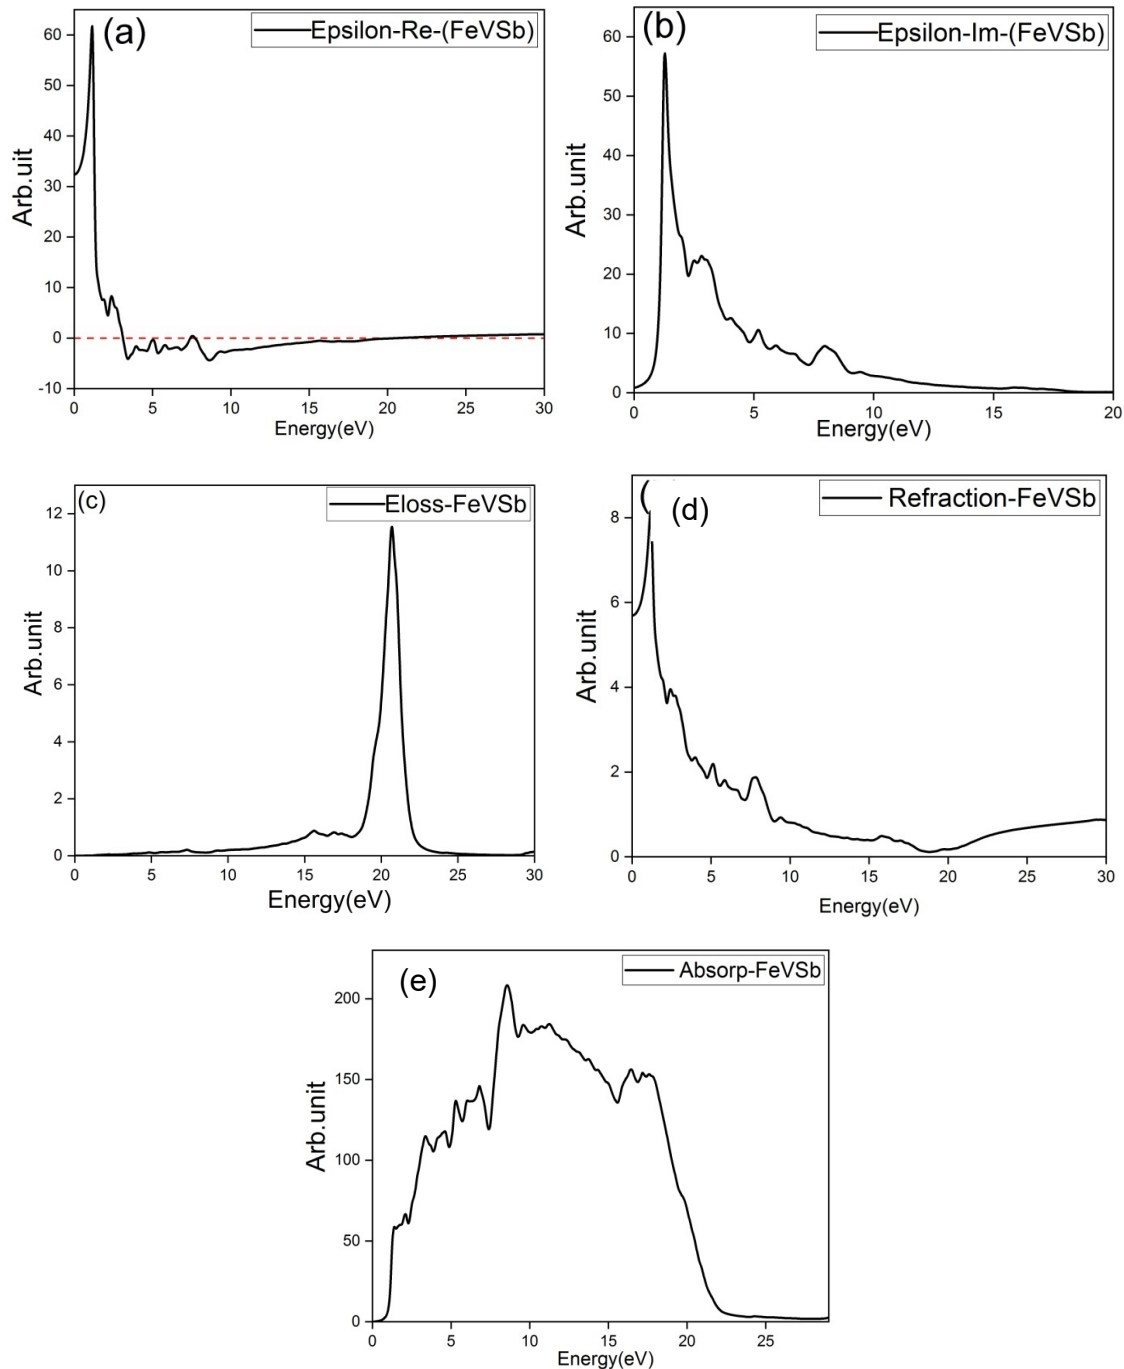 (a)
Epsilon-Re-(FeVSb)
60
50
40
30
20
10
0
-10
Arb.uit
0 5 10 15 20 25 30
Energy(eV)
(b)
Epsilon-Im-(FeVSb)
60
50
40
30
20
10
0
Arb.unit
0 5 10 15 20
Energy(eV)
(c)
Eloss-FeVSb
12
10
8
6
4
2
0
Arb.unit
0 5 10 15 20 25 30
Energy(eV)
(
(d)
Refraction-FeVSb
8
6
4
2
0
Arb.unit
0 5 10 15 20 25 30
Energy(eV)
(e)
Absorp-FeVSb
200
150
100
50
0
Arb.unit
0 5 10 15 20 25
Energy(eV)